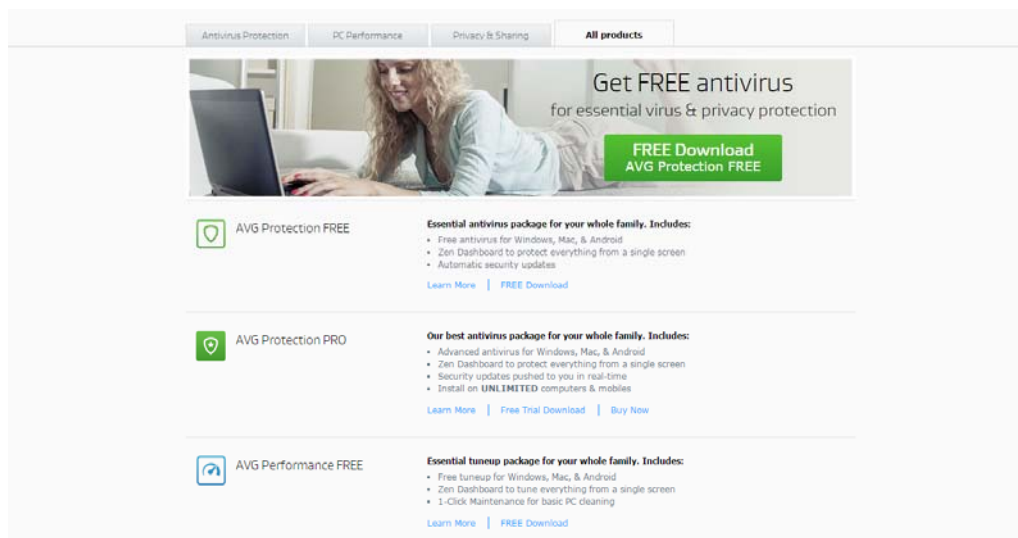 Antivirus Protection
PC Performance
Privacy & Sharing
All products
Get FREE antivirus
for essential virus & privacy protection
FREE Download
AVG Protection FREE
AVG Protection FREE
Essential antivirus package for your whole family. Includes:
• Free antivirus for Windows, Mac, & Android
• Zen Dashboard to protect everything from a single screen
• Automatic security updates
Learn More | FREE Download
AVG Protection PRO
Our best antivirus package for your whole family. Includes:
• Advanced antivirus for Windows, Mac, & Android
• Zen Dashboard to protect everything from a single screen
• Security updates pushed to you in real-time
• Install on UNLIMITED computers & mobiles
Learn More | Free Trial Download | Buy Now
AVG Performance FREE
Essential tuneup package for your whole family. Includes:
• Free tuneup for Windows, Mac, & Android
• Zen Dashboard to tune everything from a single screen
• 1-Click Maintenance for basic PC cleaning
Learn More | FREE Download